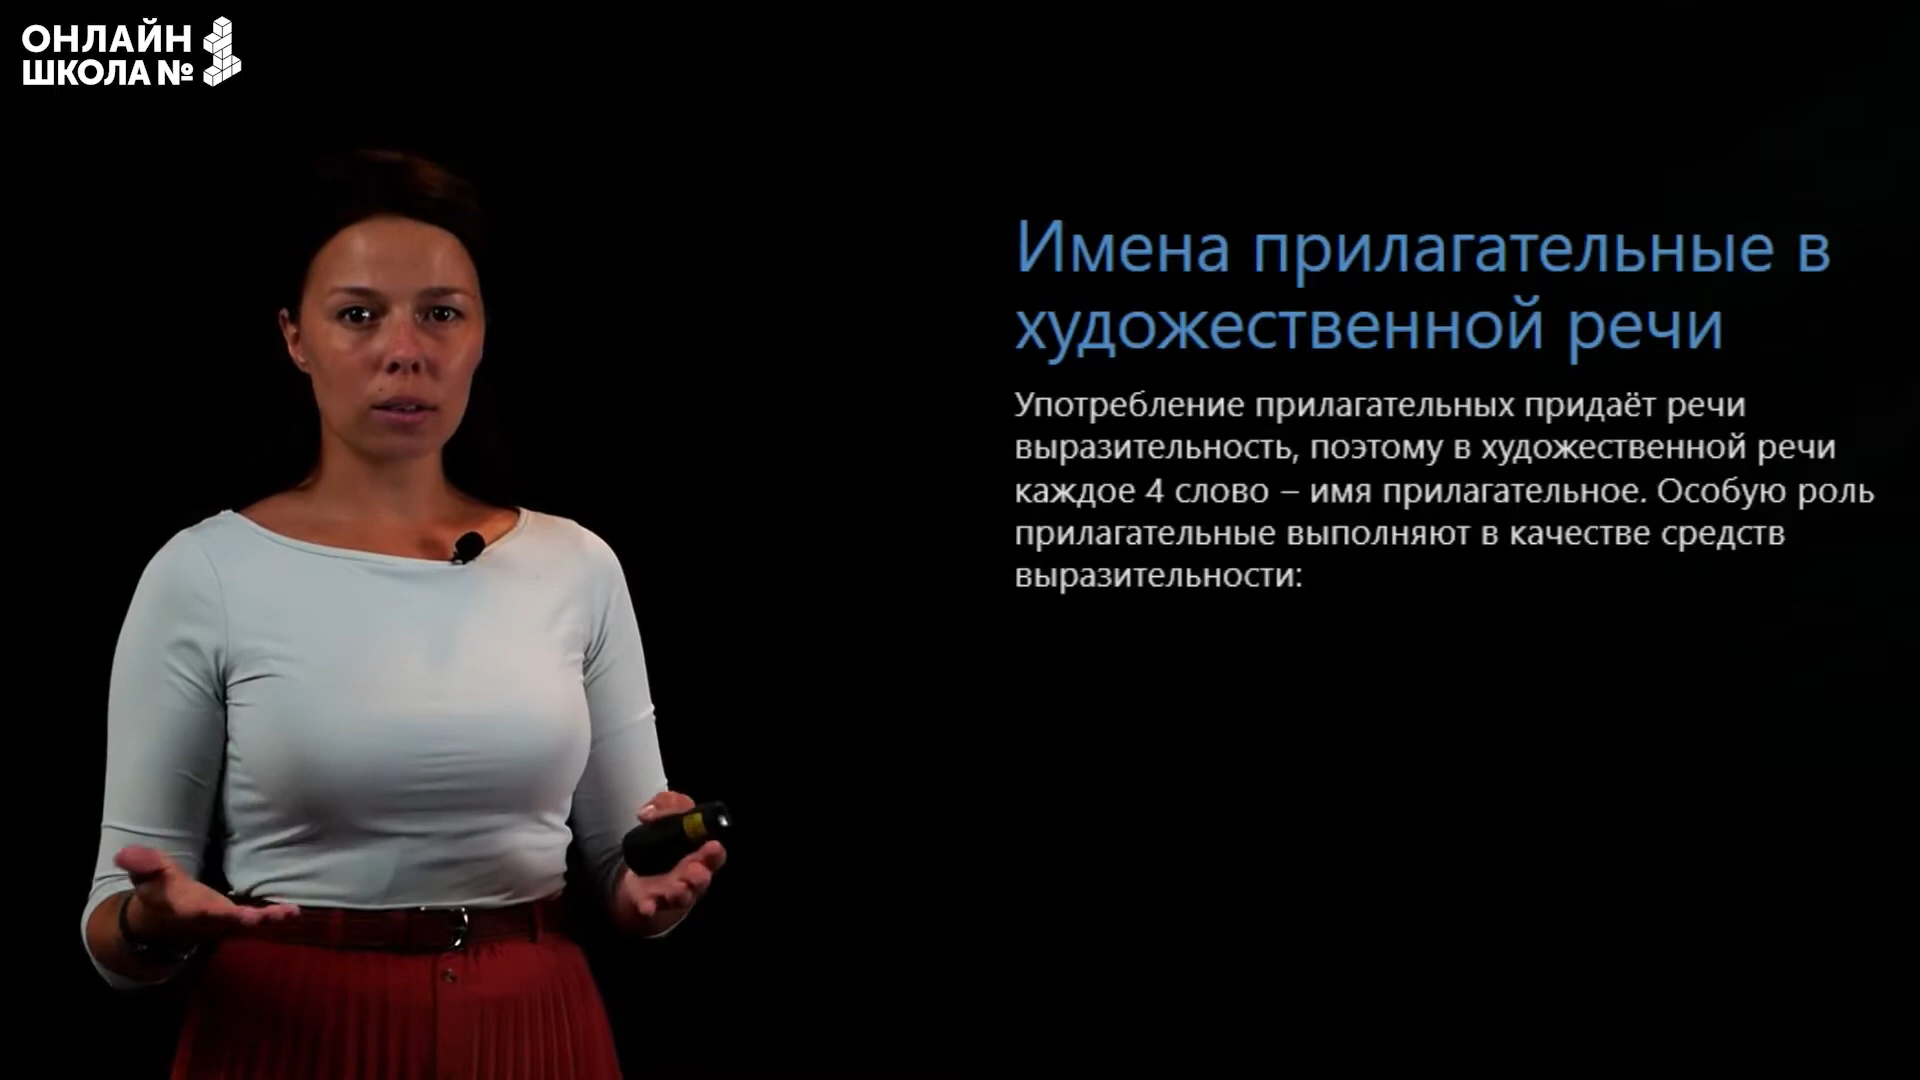 ОНЛАЙН
ШКОЛА №
Имена прилагательные в
художественной речи
Употребление прилагательных придаёт речи
выразительность, поэтому в художественной речи
каждое 4 слово – имя прилагательное. Особую роль
прилагательные выполняют в качестве средств
выразительности: